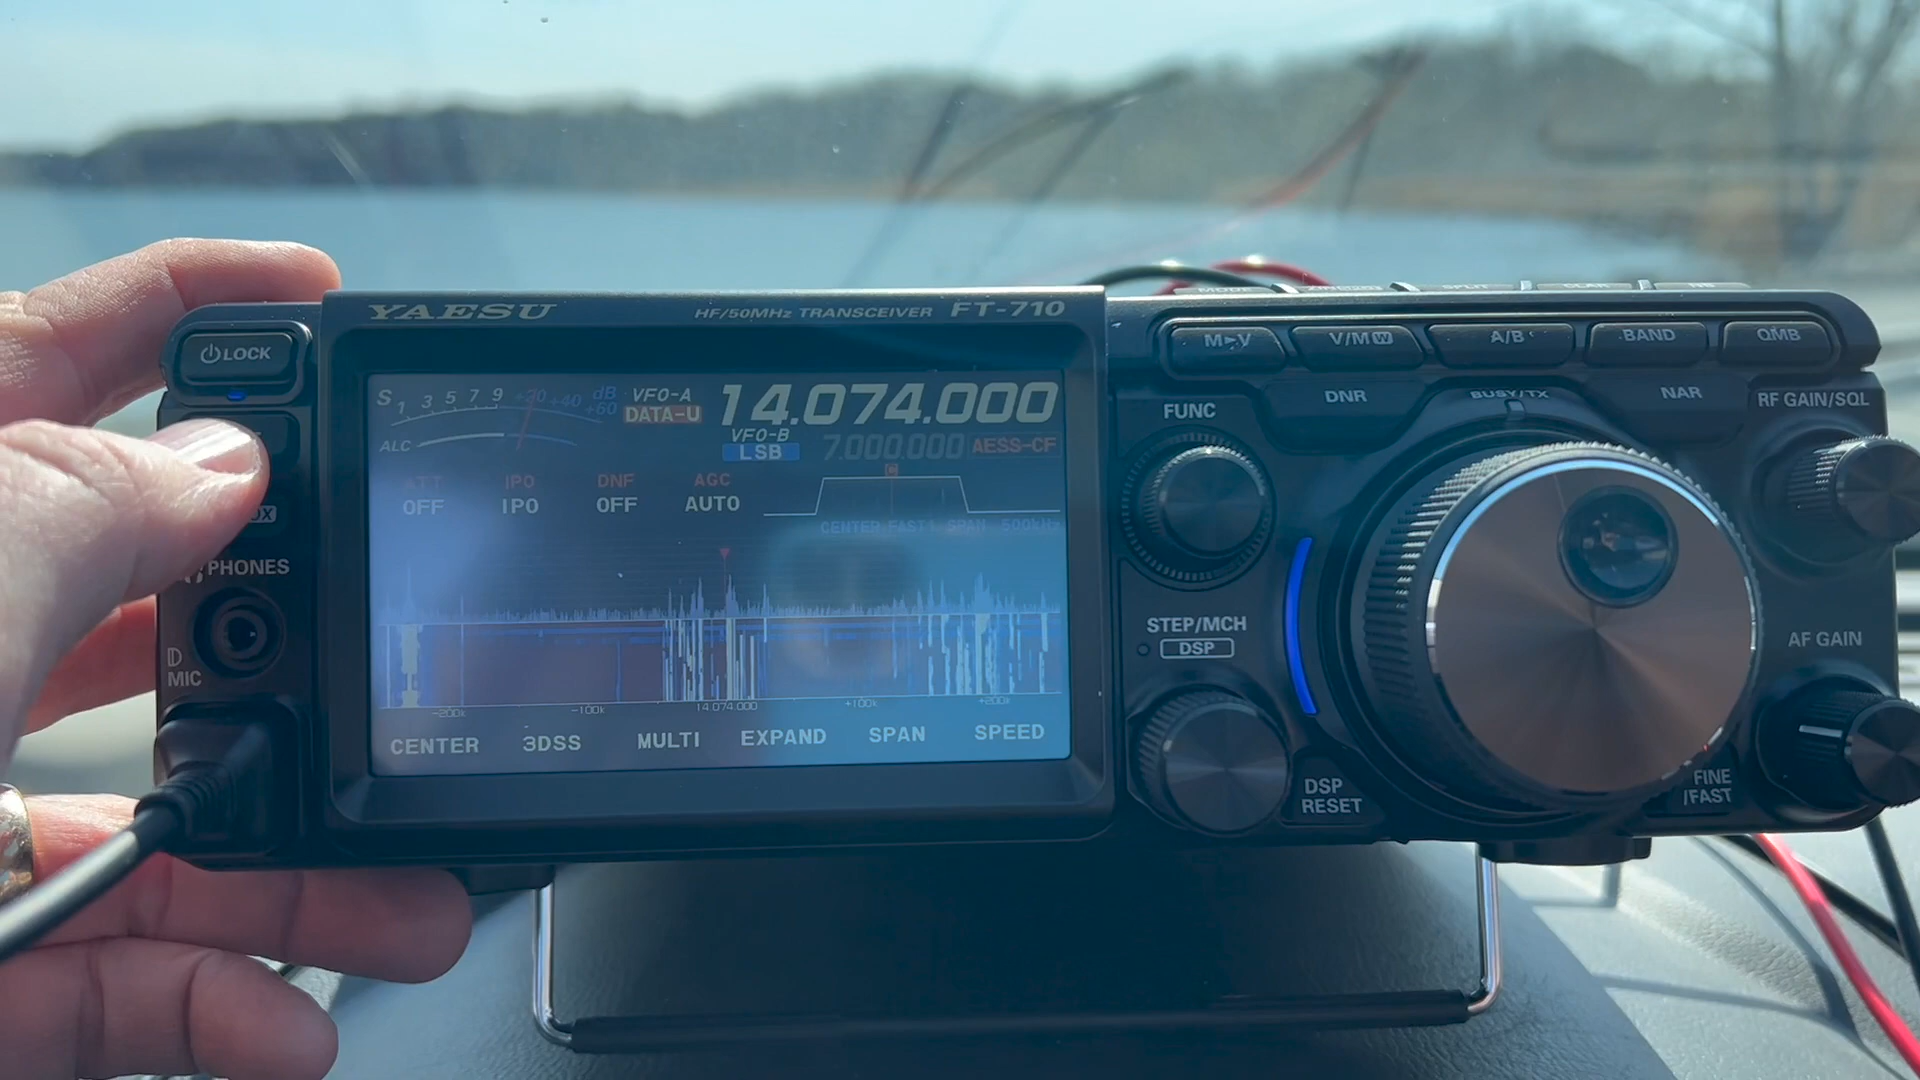 YAESU HF/50MHz TRANSCEIVER FT-710
LOCK
M►V V/M W A/B BAND QMB
S 1 3 5 7 9 +20 +40 +60 dB
VFO-A
DATA-U
14.074.000
VFO-B
LSB
7.000.000
AESS-CF
ALC
ATT IPO DNF AGC
OFF IPO OFF AUTO
C
CENTER FAST1 SPAN 500kHz
-200k -100k 14.074.000 +100k +200k
CENTER 3DSS MULTI EXPAND SPAN SPEED
PHONES
MIC
FUNC
DNR
BUSY/TX
NAR
RF GAIN/SQL
STEP/MCH
DSP
AF GAIN
DSP
RESET
FINE
/FAST